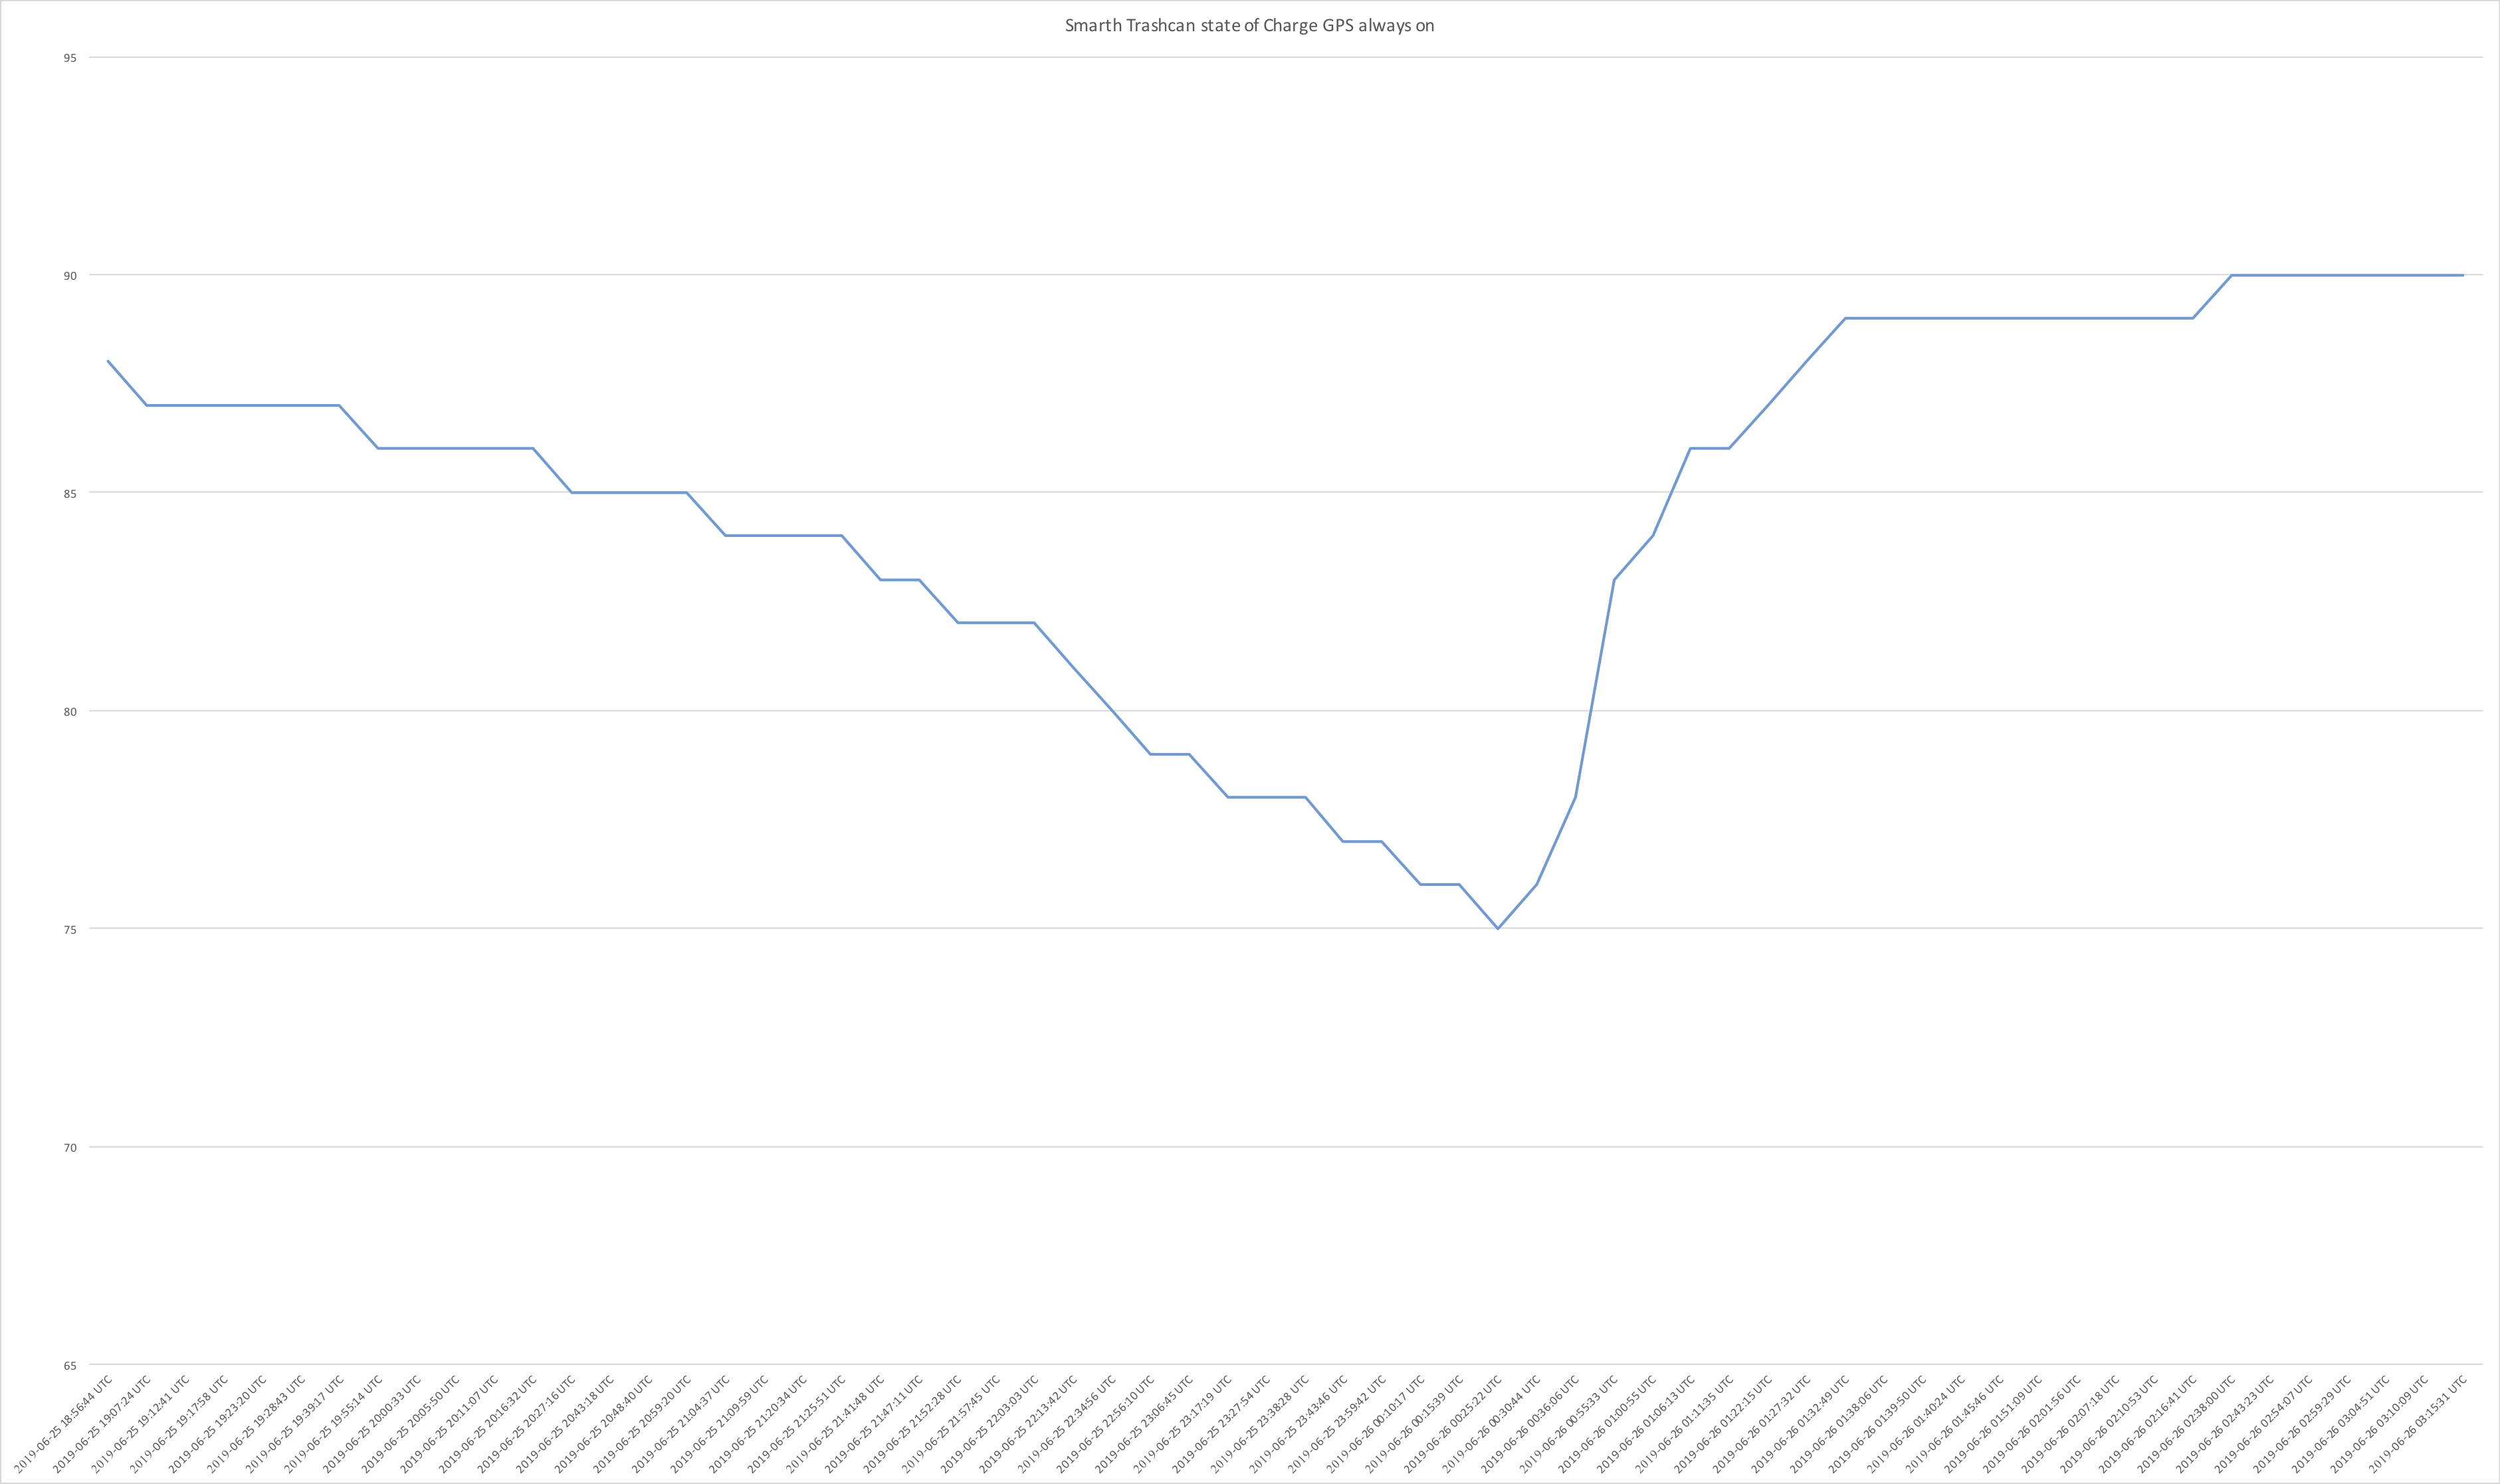 Smarth Trashcan state of Charge GPS always on
95
90
85
80
75
70
65
2019-06-25 18:56:44 UTC
2019-06-25 19:07:24 UTC
2019-06-25 19:12:41 UTC
2019-06-25 19:17:58 UTC
2019-06-25 19:23:20 UTC
2019-06-25 19:28:43 UTC
2019-06-25 19:39:17 UTC
2019-06-25 19:55:14 UTC
2019-06-25 20:00:33 UTC
2019-06-25 20:05:50 UTC
2019-06-25 20:11:07 UTC
2019-06-25 20:16:32 UTC
2019-06-25 20:27:16 UTC
2019-06-25 20:43:18 UTC
2019-06-25 20:48:40 UTC
2019-06-25 20:59:20 UTC
2019-06-25 21:04:37 UTC
2019-06-25 21:09:59 UTC
2019-06-25 21:20:34 UTC
2019-06-25 21:25:51 UTC
2019-06-25 21:41:48 UTC
2019-06-25 21:47:11 UTC
2019-06-25 21:52:28 UTC
2019-06-25 21:57:45 UTC
2019-06-25 22:03:03 UTC
2019-06-25 22:13:42 UTC
2019-06-25 22:34:56 UTC
2019-06-25 22:56:10 UTC
2019-06-25 23:06:45 UTC
2019-06-25 23:17:19 UTC
2019-06-25 23:27:54 UTC
2019-06-25 23:38:28 UTC
2019-06-25 23:43:46 UTC
2019-06-25 23:59:42 UTC
2019-06-26 00:10:17 UTC
2019-06-26 00:15:39 UTC
2019-06-26 00:25:22 UTC
2019-06-26 00:30:44 UTC
2019-06-26 00:36:06 UTC
2019-06-26 00:55:33 UTC
2019-06-26 01:00:55 UTC
2019-06-26 01:06:13 UTC
2019-06-26 01:11:35 UTC
2019-06-26 01:22:15 UTC
2019-06-26 01:27:32 UTC
2019-06-26 01:32:49 UTC
2019-06-26 01:38:06 UTC
2019-06-26 01:39:50 UTC
2019-06-26 01:40:24 UTC
2019-06-26 01:45:46 UTC
2019-06-26 01:51:09 UTC
2019-06-26 02:01:56 UTC
2019-06-26 02:07:18 UTC
2019-06-26 02:10:53 UTC
2019-06-26 02:16:41 UTC
2019-06-26 02:38:00 UTC
2019-06-26 02:43:23 UTC
2019-06-26 02:54:07 UTC
2019-06-26 02:59:29 UTC
2019-06-26 03:04:51 UTC
2019-06-26 03:10:09 UTC
2019-06-26 03:15:31 UTC